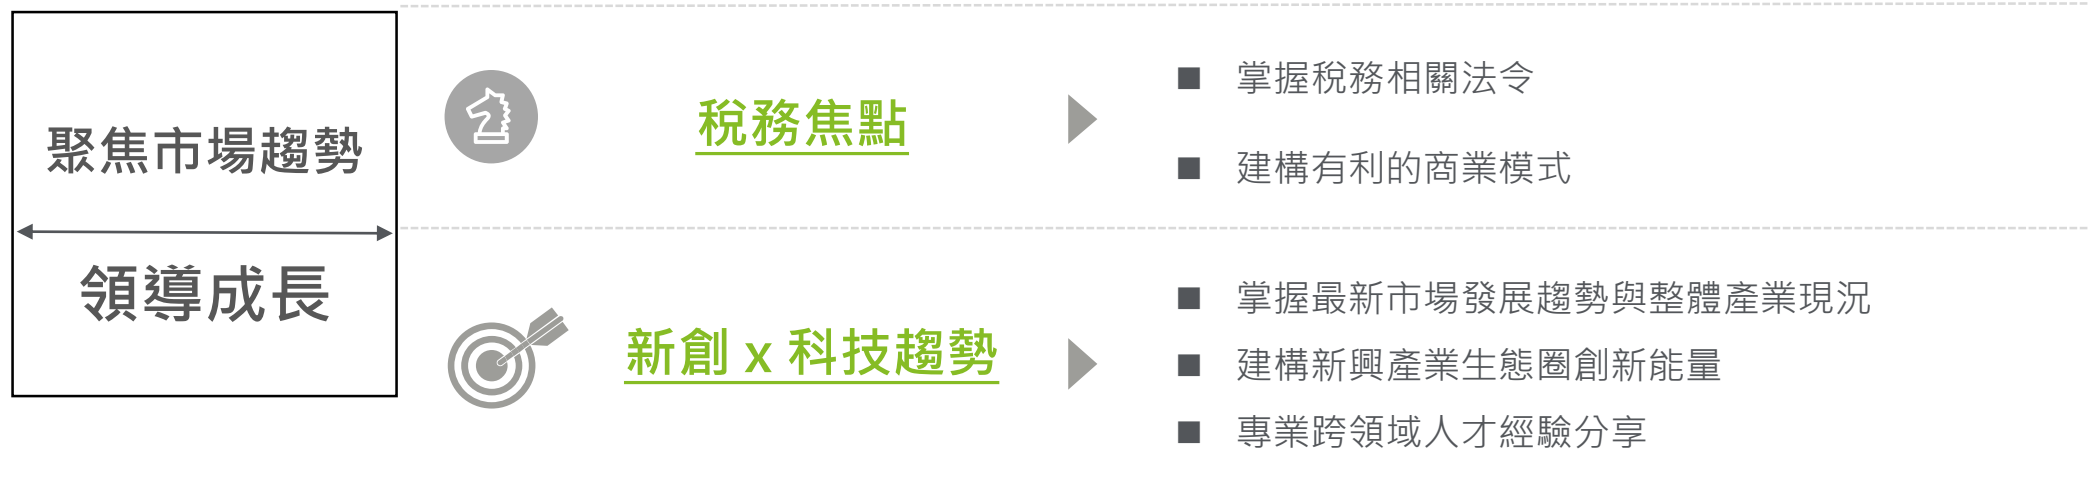 聚焦市場趨勢
領導成長
稅務焦點
掌握稅務相關法令
建構有利的商業模式
新創 x 科技趨勢
掌握最新市場發展趨勢與整體產業現況
建構新興產業生態圈創新能量
專業跨領域人才經驗分享